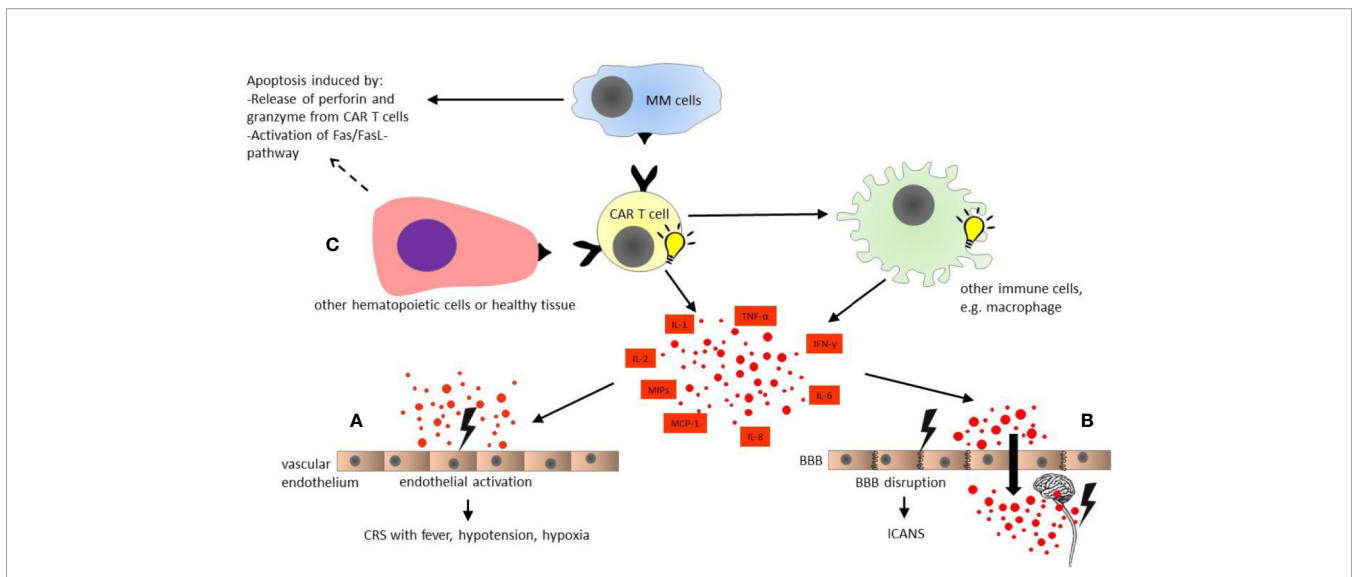 Apoptosis induced by:
-Release of perforin and
granzyme from CAR T cells
-Activation of Fas/FasL-
pathway
MM cells
CAR T cell
C
other hematopoietic cells or healthy tissue
other immune cells,
e.g. macrophage
IL-1
TNF-α
IFN-γ
IL-2
MIPs
IL-6
MCP-1
IL-8
A
B
vascular
endothelium
endothelial activation
CRS with fever, hypotension, hypoxia
BBB
BBB disruption
ICANS